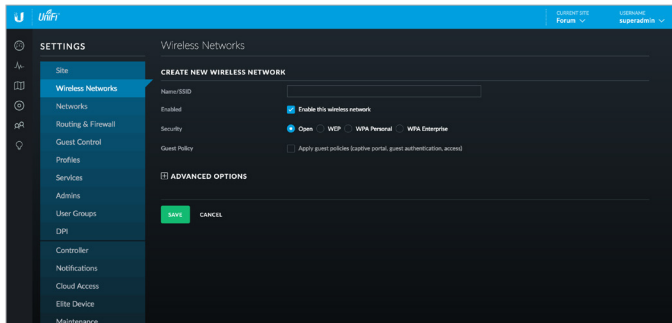 UniFi
CURRENT SITE
Forum
USERNAME
superadmin
SETTINGS
Site
Wireless Networks
Networks
Routing & Firewall
Guest Control
Profiles
Services
Admins
User Groups
DPI
Controller
Notifications
Cloud Access
Elite Device
Maintenance
Wireless Networks
CREATE NEW WIRELESS NETWORK
Name/SSID
Enabled
Enable this wireless network
Security
Open WEP WPA Personal WPA Enterprise
Guest Policy
Apply guest policies (captive portal, guest authentication, access)
ADVANCED OPTIONS
SAVE CANCEL